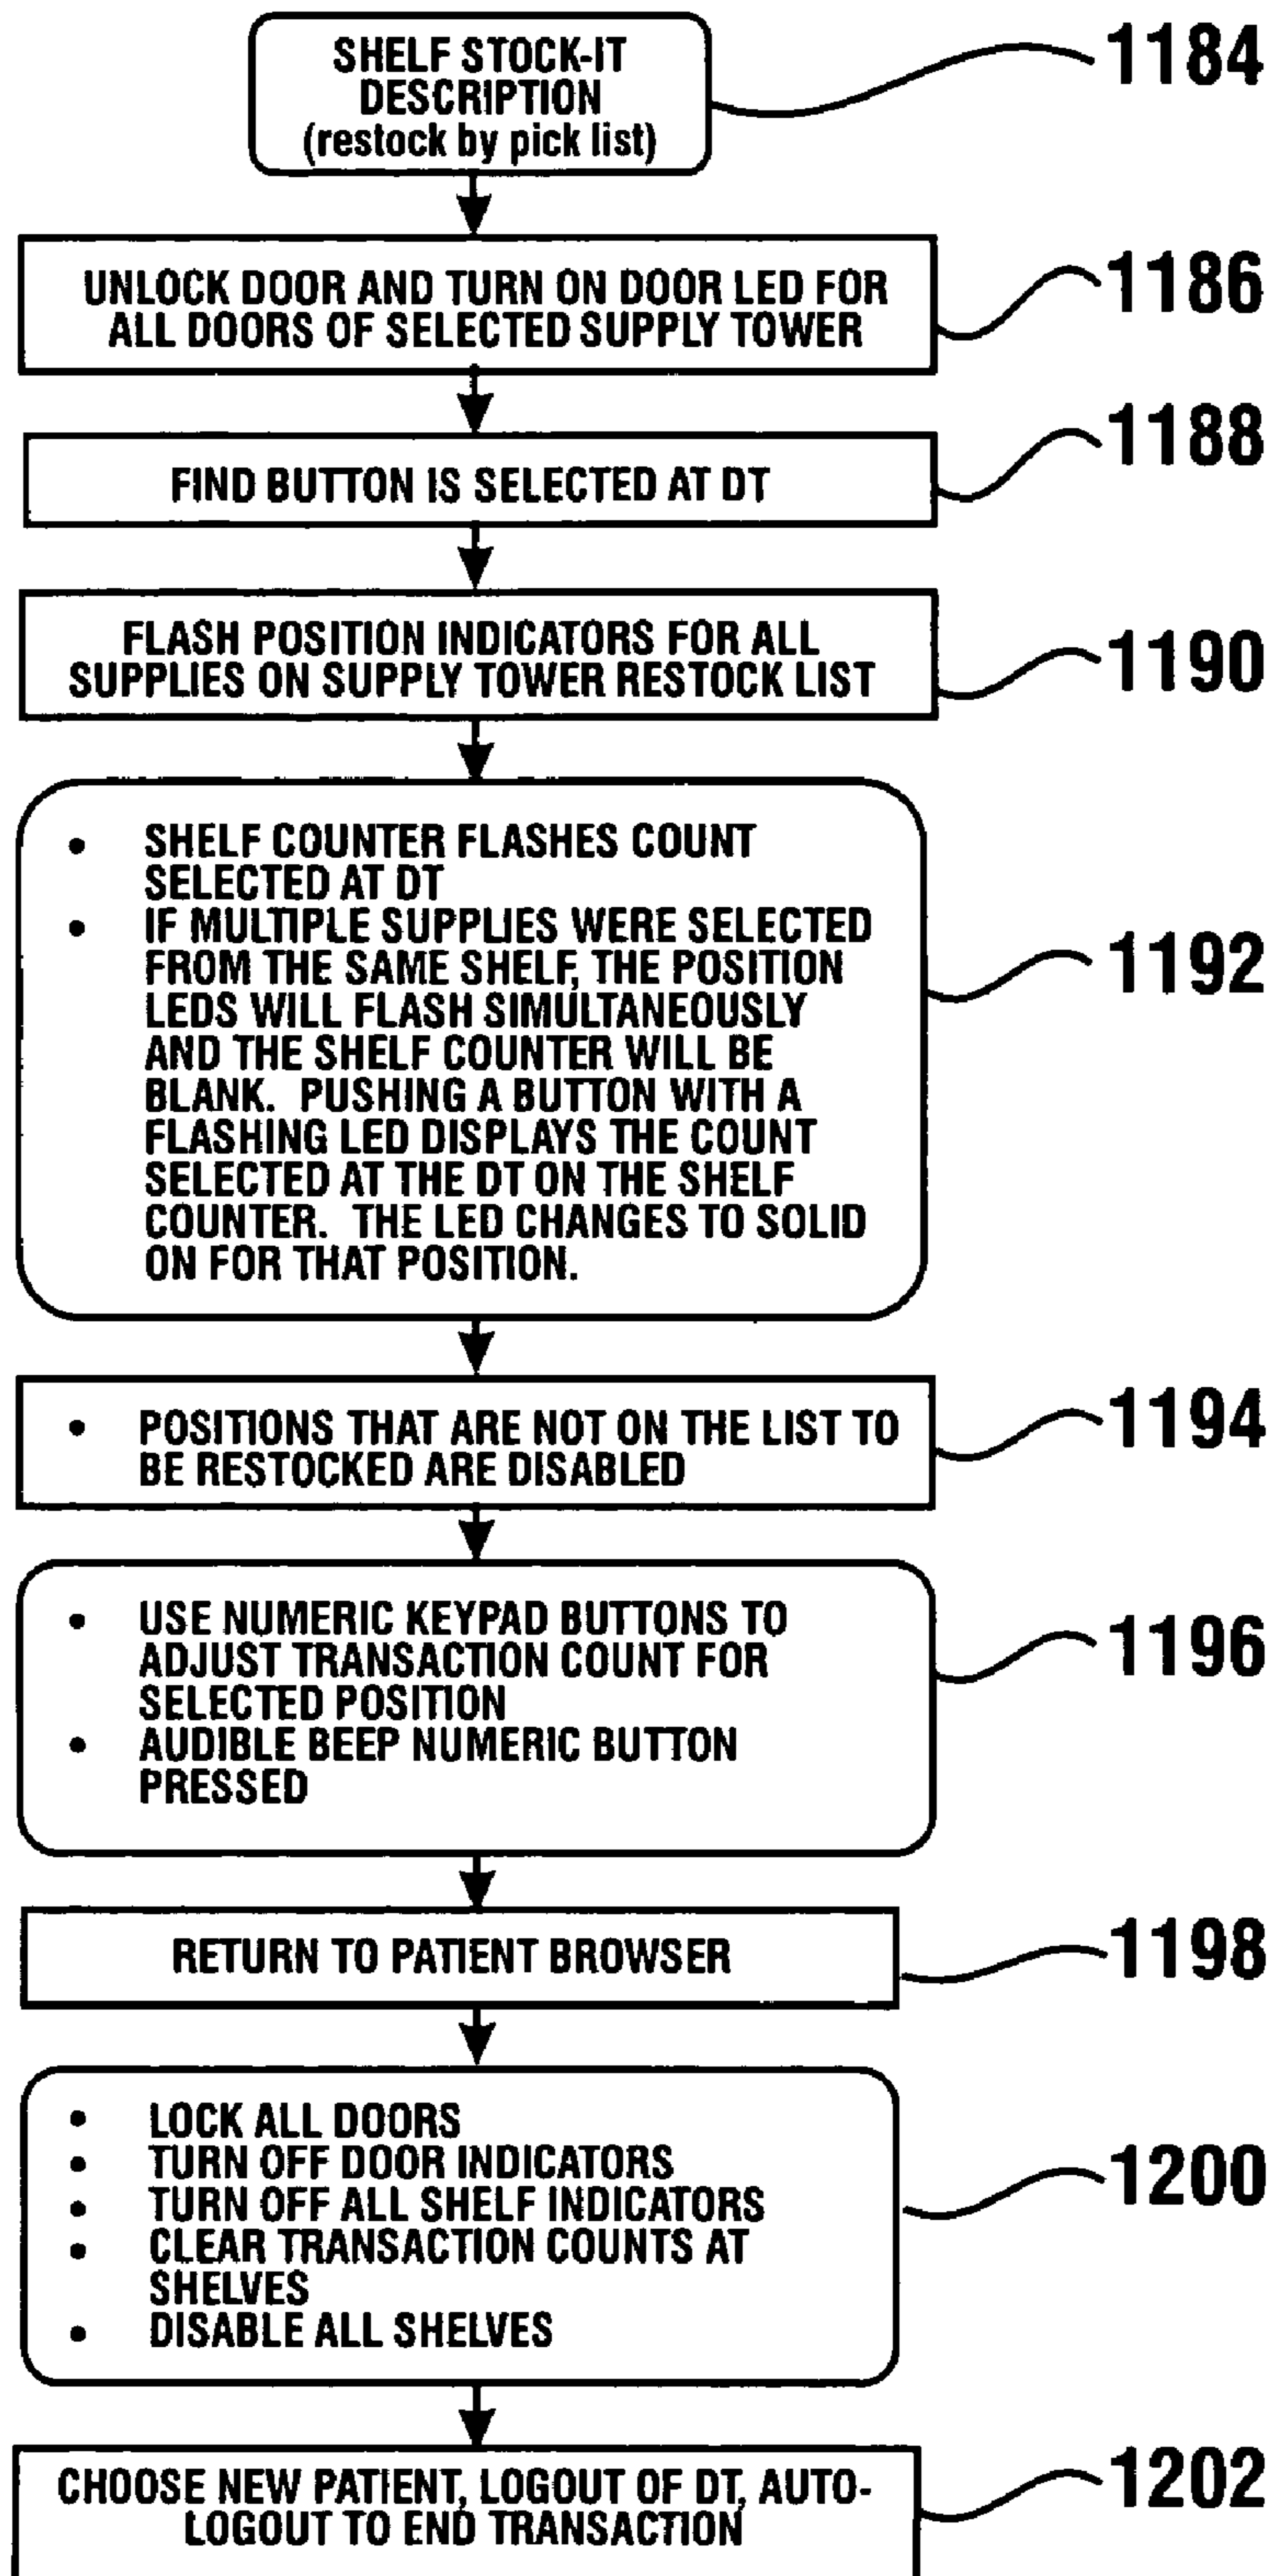 SHELF STOCK-IT
DESCRIPTION
(restock by pick list)
1184
UNLOCK DOOR AND TURN ON DOOR LED FOR
ALL DOORS OF SELECTED SUPPLY TOWER
1186
FIND BUTTON IS SELECTED AT DT
1188
FLASH POSITION INDICATORS FOR ALL
SUPPLIES ON SUPPLY TOWER RESTOCK LIST
1190
• SHELF COUNTER FLASHES COUNT
SELECTED AT DT
• IF MULTIPLE SUPPLIES WERE SELECTED
FROM THE SAME SHELF, THE POSITION
LEDS WILL FLASH SIMULTANEOUSLY
AND THE SHELF COUNTER WILL BE
BLANK. PUSHING A BUTTON WITH A
FLASHING LED DISPLAYS THE COUNT
SELECTED AT THE DT ON THE SHELF
COUNTER. THE LED CHANGES TO SOLID
ON FOR THAT POSITION.
1192
• POSITIONS THAT ARE NOT ON THE LIST TO
BE RESTOCKED ARE DISABLED
1194
• USE NUMERIC KEYPAD BUTTONS TO
ADJUST TRANSACTION COUNT FOR
SELECTED POSITION
• AUDIBLE BEEP NUMERIC BUTTON
PRESSED
1196
RETURN TO PATIENT BROWSER
1198
• LOCK ALL DOORS
• TURN OFF DOOR INDICATORS
• TURN OFF ALL SHELF INDICATORS
• CLEAR TRANSACTION COUNTS AT
SHELVES
• DISABLE ALL SHELVES
1200
CHOOSE NEW PATIENT, LOGOUT OF DT, AUTO-
LOGOUT TO END TRANSACTION
1202